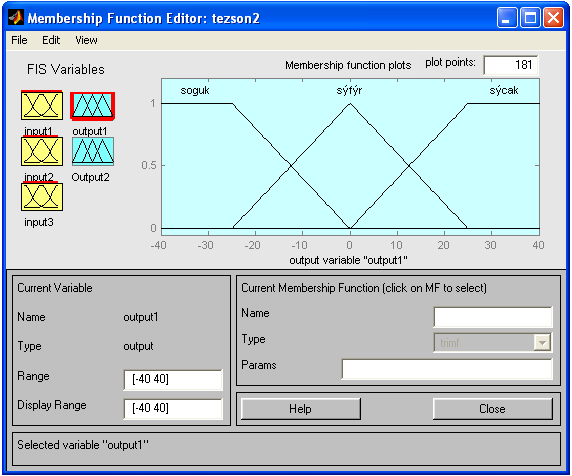 Membership Function Editor: tezson2
File Edit View
FIS Variables
input1
output1
input2
Output2
input3
Membership function plots
plot points:
181
soguk
sýfýr
sýcak
1
0.5
0
-40 -30 -20 -10 0 10 20 30 40
output variable "output1"
Current Variable
Name output1
Type output
Range [-40 40]
Display Range [-40 40]
Current Membership Function (click on MF to select)
Name
Type trimf
Params
Help
Close
Selected variable "output1"